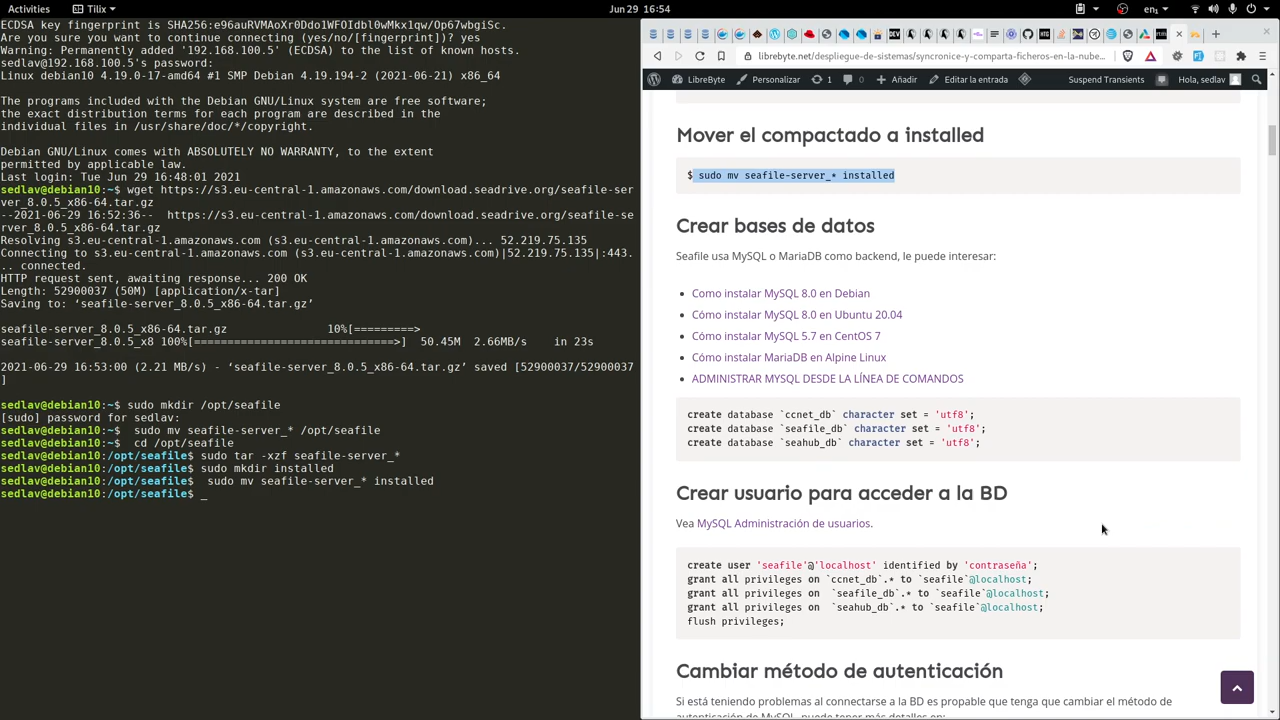 Activities
Tilix
Jun 29 16:54
en1
ECDSA key fingerprint is SHA256:e96auRVMAoXr0Ddo1WFOIdbl0wMkx1qw/Op67wbgiSc.
Are you sure you want to continue connecting (yes/no/[fingerprint])? yes
Warning: Permanently added '192.168.100.5' (ECDSA) to the list of known hosts.
sedlav@192.168.100.5's password:
Linux debian10 4.19.0-17-amd64 #1 SMP Debian 4.19.194-2 (2021-06-21) x86_64
The programs included with the Debian GNU/Linux system are free software;
the exact distribution terms for each program are described in the
individual files in /usr/share/doc/*/copyright.
Debian GNU/Linux comes with ABSOLUTELY NO WARRANTY, to the extent
permitted by applicable law.
Last login: Tue Jun 29 16:48:01 2021
sedlav@debian10:~$ wget https://s3.eu-central-1.amazonaws.com/download.seadrive.org/seafile-ser
ver_8.0.5_x86-64.tar.gz
--2021-06-29 16:52:36--  https://s3.eu-central-1.amazonaws.com/download.seadrive.org/seafile-se
rver_8.0.5_x86-64.tar.gz
Resolving s3.eu-central-1.amazonaws.com (s3.eu-central-1.amazonaws.com)... 52.219.75.135
Connecting to s3.eu-central-1.amazonaws.com (s3.eu-central-1.amazonaws.com)|52.219.75.135|:443.
.. connected.
HTTP request sent, awaiting response... 200 OK
Length: 52900037 (50M) [application/x-tar]
Saving to: ‘seafile-server_8.0.5_x86-64.tar.gz’
seafile-server_8.0.5_x86-64.tar.gz 10%[=========>
seafile-server_8.0.5_x8 100%[===============================>] 50.45M 2.66MB/s in 23s
2021-06-29 16:53:00 (2.21 MB/s) - ‘seafile-server_8.0.5_x86-64.tar.gz’ saved [52900037/52900037
]
sedlav@debian10:~$ sudo mkdir /opt/seafile
[sudo] password for sedlav:
sedlav@debian10:~$  sudo mv seafile-server_* /opt/seafile
sedlav@debian10:~$  cd /opt/seafile
sedlav@debian10:/opt/seafile$ sudo tar -xzf seafile-server_*
sedlav@debian10:/opt/seafile$ sudo mkdir installed
sedlav@debian10:/opt/seafile$  sudo mv seafile-server_* installed
sedlav@debian10:/opt/seafile$ _
librebyte.net/despliegue-de-sistemas/syncronice-y-comparta-ficheros-en-la-nube...
LibreByte
Personalizar
1
0
Añadir
Editar la entrada
Suspend Transients
Hola, sedlav
Mover el compactado a installed
$ sudo mv seafile-server_* installed
Crear bases de datos
Seafile usa MySQL o MariaDB como backend, le puede interesar:
Como instalar MySQL 8.0 en Debian
Como instalar MySQL 8.0 en Ubuntu 20.04
Cómo instalar MySQL 5.7 en CentOS 7
Cómo instalar MariaDB en Alpine Linux
ADMINISTRAR MYSQL DESDE LA LÍNEA DE COMANDOS
create database `ccnet_db` character set = 'utf8';
create database `seafile_db` character set = 'utf8';
create database `seahub_db` character set = 'utf8';
Crear usuario para acceder a la BD
Vea MySQL Administración de usuarios.
create user 'seafile'@'localhost' identified by 'contraseña';
grant all privileges on `ccnet_db`.* to `seafile`@localhost;
grant all privileges on  `seafile_db`.* to `seafile`@localhost;
grant all privileges on  `seahub_db`.* to `seafile`@localhost;
flush privileges;
Cambiar método de autenticación
Si está teniendo problemas al connectarse a la BD es propable que tenga que cambiar el método de
autenticación de MySQL, puede tener más detalles en: